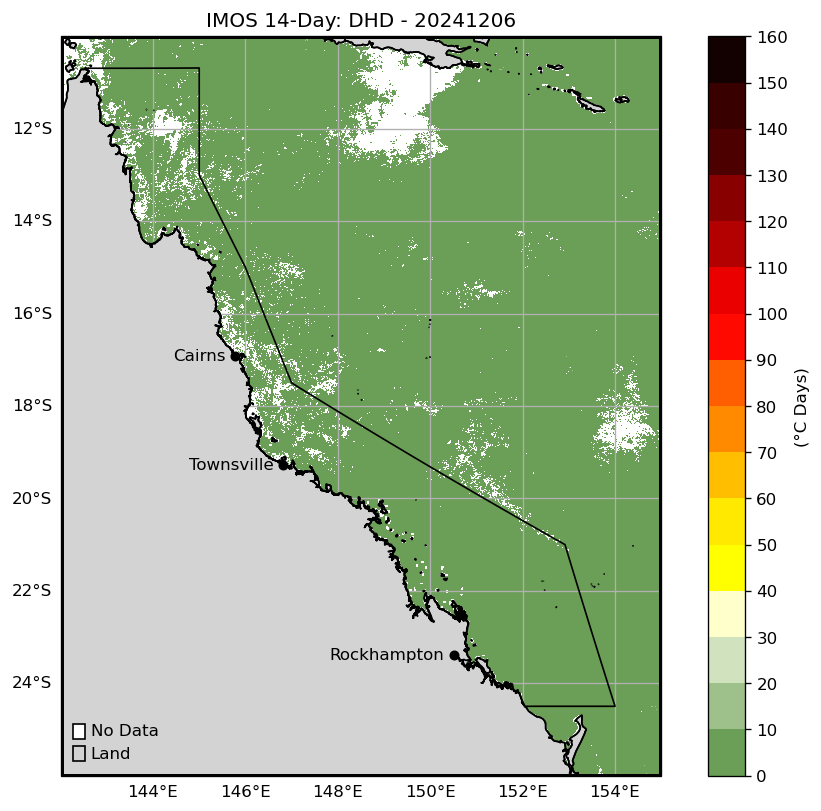 IMOS 14-Day: DHD - 20241206
12°S
14°S
16°S
18°S
20°S
22°S
24°S
Cairns
Townsville
Rockhampton
No Data
Land
144°E 146°E 148°E 150°E 152°E 154°E
160
150
140
130
120
110
100
90
80
70
60
50
40
30
20
10
0
(°C Days)